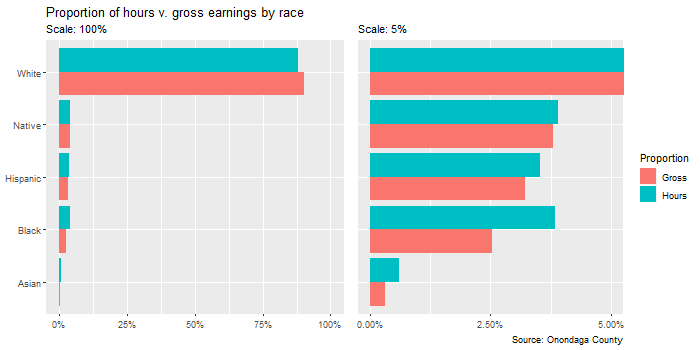 Proportion of hours v. gross earnings by race
Scale: 100%
Scale: 5%
White
Native
Hispanic
Black
Asian
0%
25%
50%
75%
100%
0.00%
2.50%
5.00%
Proportion
Gross
Hours
Source: Onondaga County